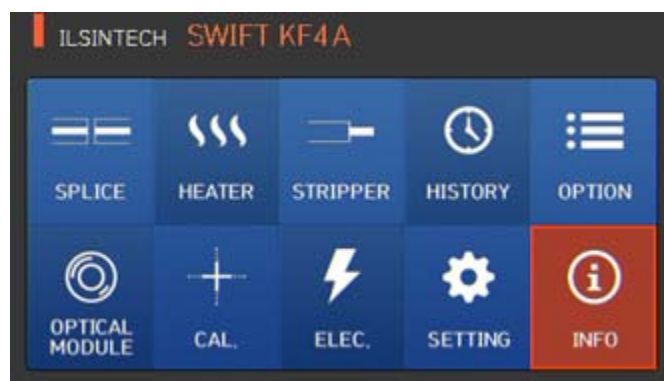 ILSINTECH SWIFT KF4A
SPLICE HEATER STRIPPER HISTORY OPTION
OPTICAL
MODULE CAL. ELEC. SETTING INFO